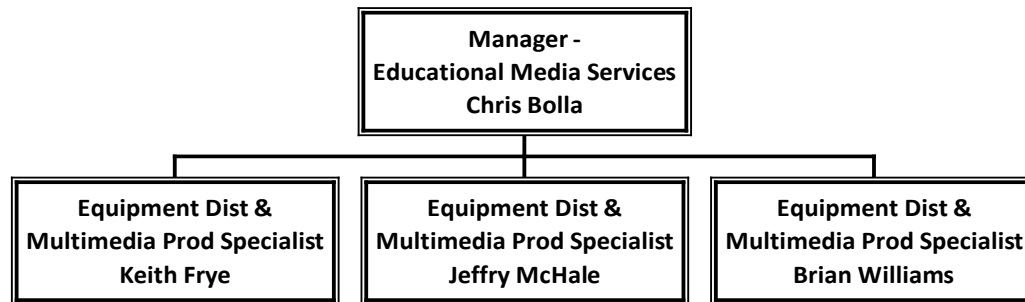 Manager -
Educational Media Services
Chris Bolla
Equipment Dist &
Multimedia Prod Specialist
Keith Frye
Equipment Dist &
Multimedia Prod Specialist
Jeffry McHale
Equipment Dist &
Multimedia Prod Specialist
Brian Williams